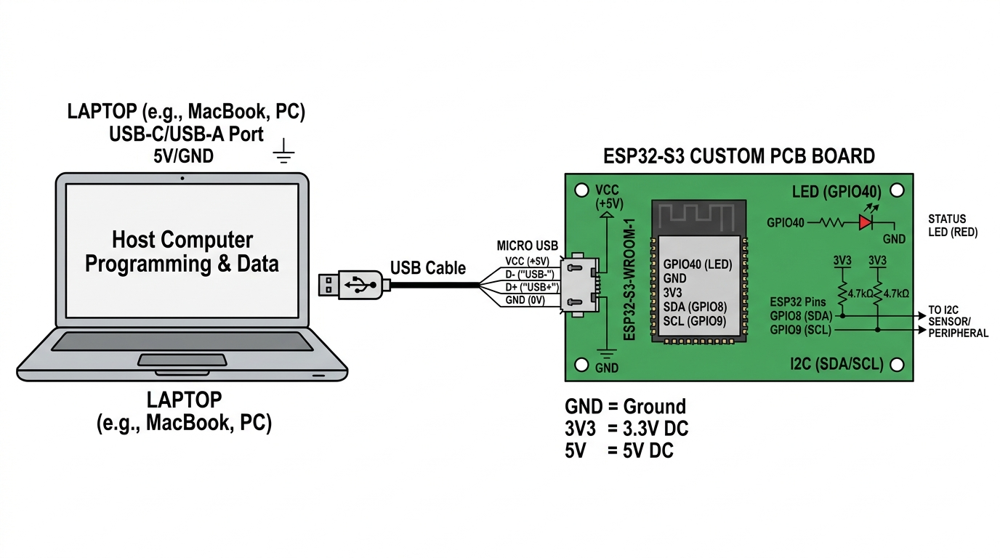 LAPTOP (e.g., MacBook, PC)
USB-C/USB-A Port
5V/GND
Host Computer
Programming & Data
LAPTOP
(e.g., MacBook, PC)
USB Cable
MICRO USB
VCC (+5V)
D- ("USB-")
D+ ("USB+")
GND (0V)
ESP32-S3 CUSTOM PCB BOARD
VCC
(+5V)
GND
ESP32-S3-WROOM-1
GPIO40 (LED)
GND
3V3
SDA (GPIO8)
SCL (GPIO9)
LED (GPIO40)
GPIO40
GND
STATUS
LED (RED)
3V3 3V3
4.7kΩ 4.7kΩ
ESP32 Pins
GPIO8 (SDA)
GPIO9 (SCL)
TO I2C
SENSOR/
PERIPHERAL
I2C (SDA/SCL)
GND = Ground
3V3 = 3.3V DC
5V = 5V DC